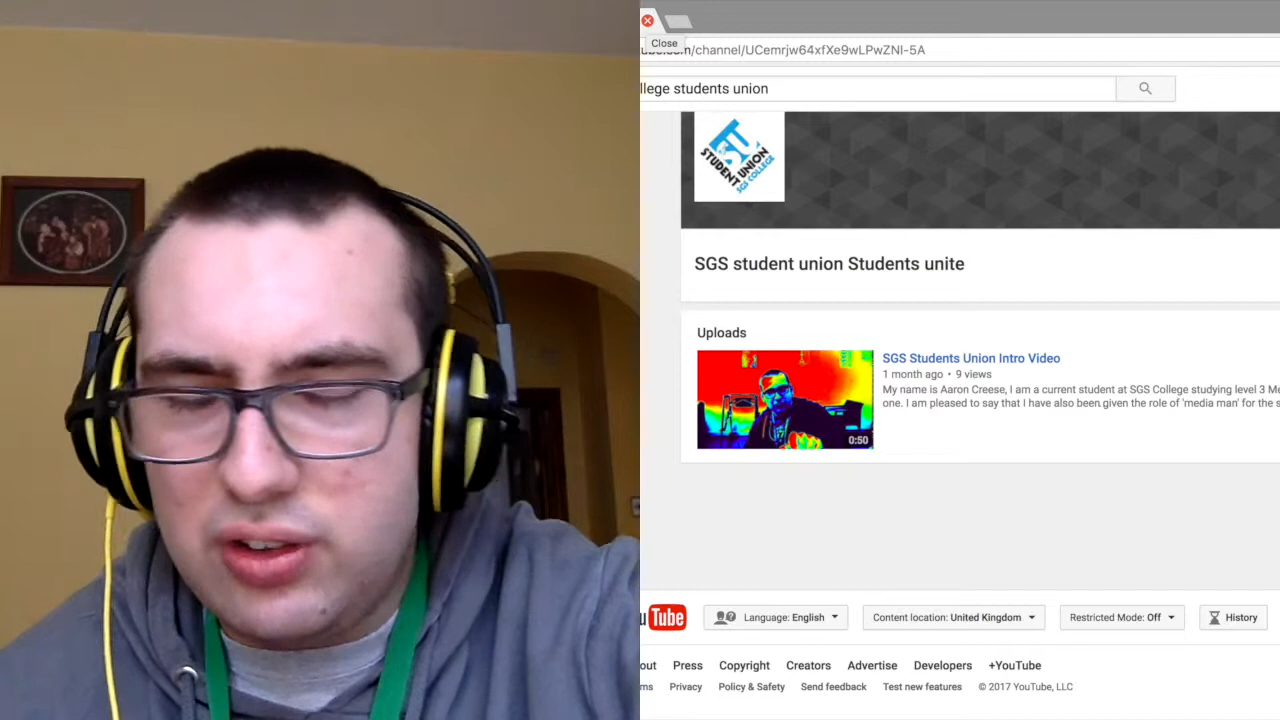 Close
tube.com/channel/UCemrjw64xfXe9wLPwZNI-5A
llege students union
STUDENT UNION
SGS COLLEGE
SGS student union Students unite
Uploads
SGS Students Union Intro Video
1 month ago • 9 views
My name is Aaron Creese, I am a current student at SGS College studying level 3 Me
one. I am pleased to say that I have also been given the role of 'media man' for the s
0:50
Tube
Language: English
Content location: United Kingdom
Restricted Mode: Off
History
out Press Copyright Creators Advertise Developers +YouTube
ms Privacy Policy & Safety Send feedback Test new features © 2017 YouTube, LLC